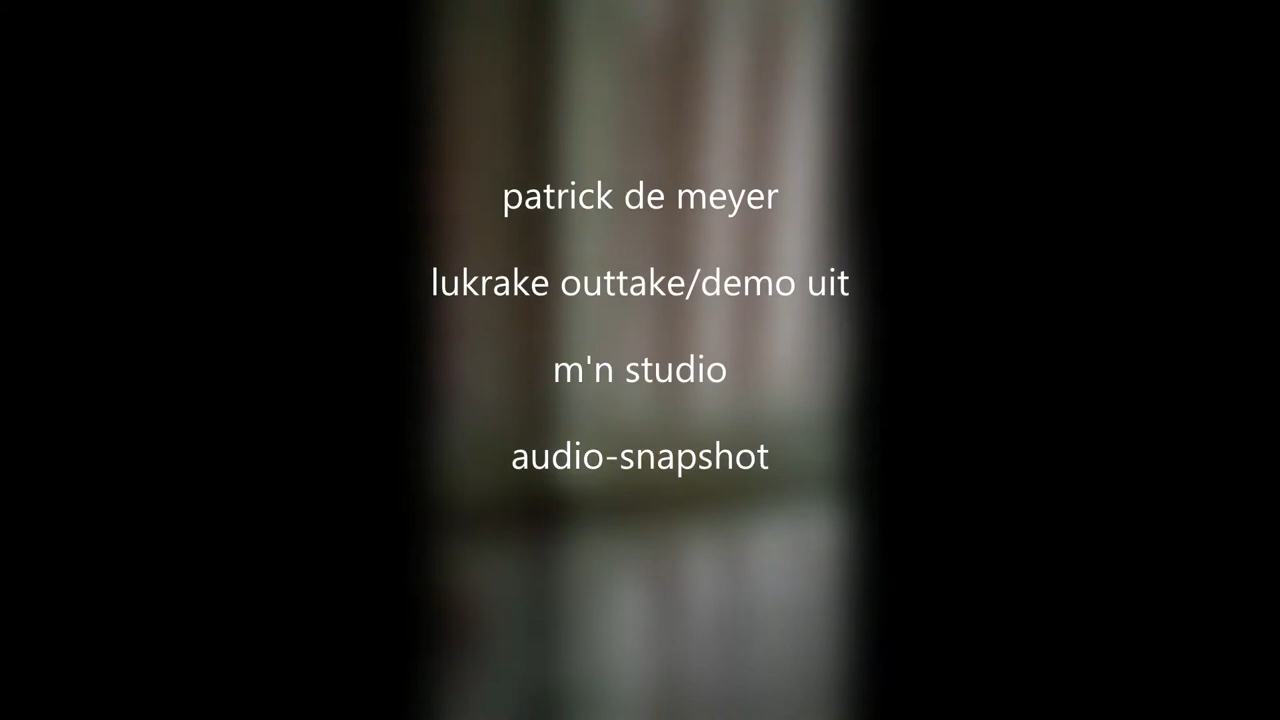 patrick de meyer
lukrake outtake/demo uit
m'n studio
audio-snapshot